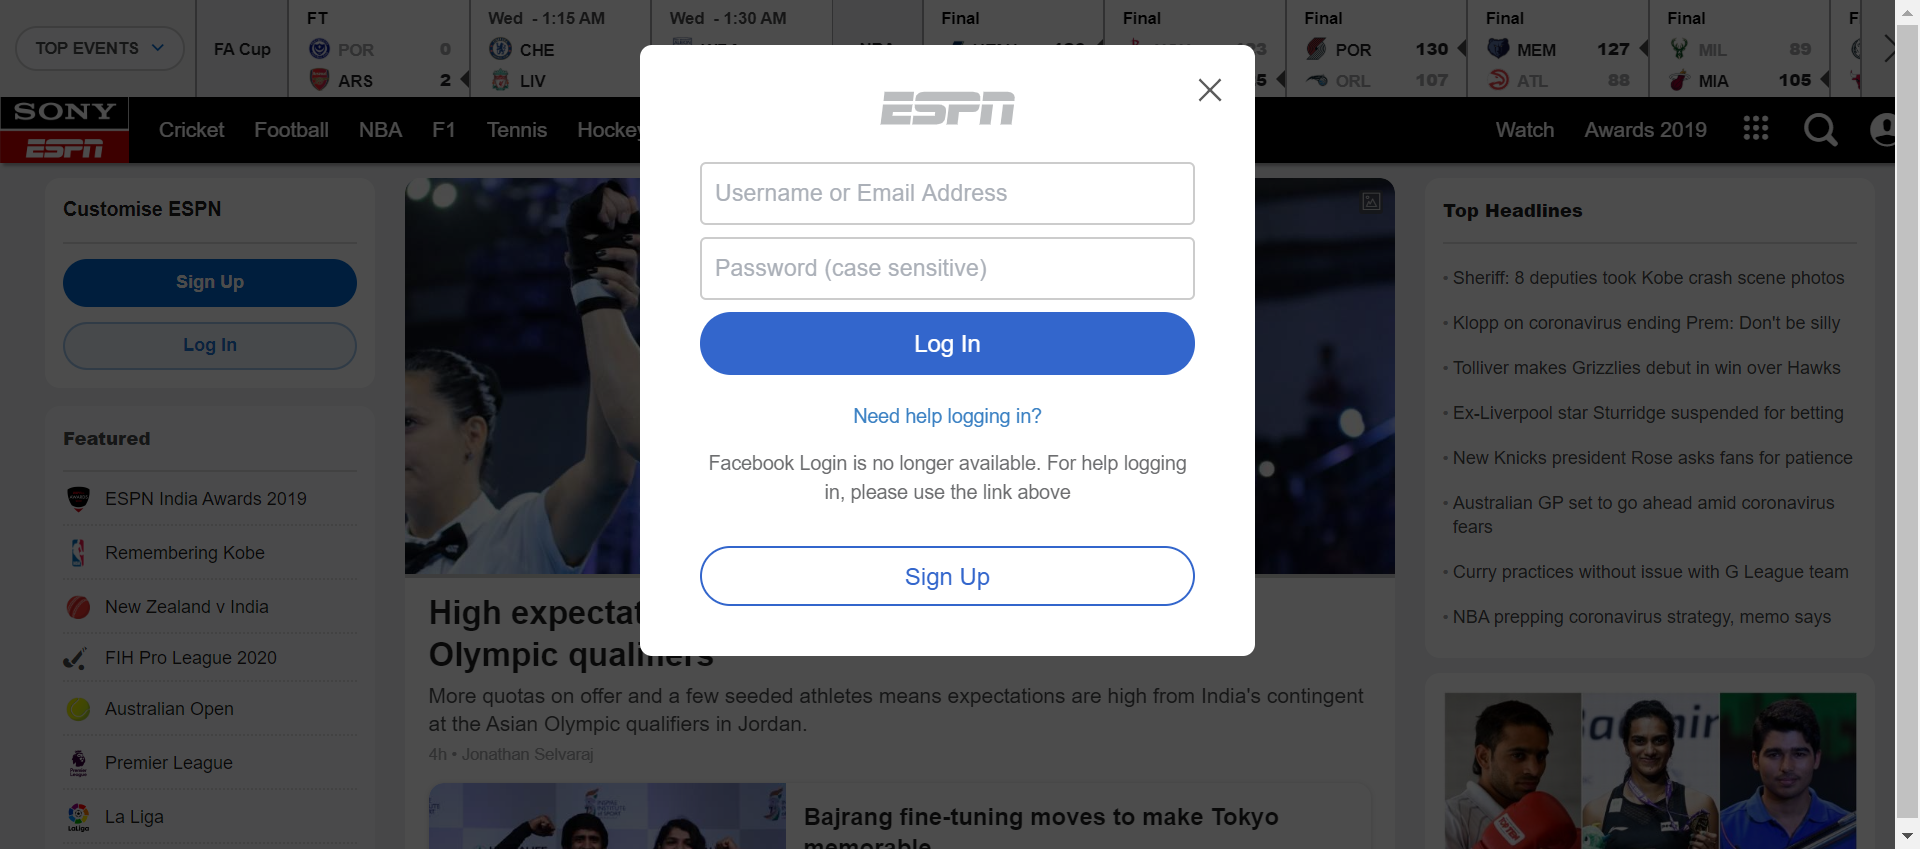 TOP EVENTS
FA Cup
FT
POR 0
ARS 2
Wed - 1:15 AM
CHE
LIV
Wed - 1:30 AM
Final
Final
Final
POR 130
ORL 107
Final
MEM 127
ATL 88
Final
MIL 89
MIA 105
SONY
ESPN
Cricket
Football
NBA
F1
Tennis
Hockey
Watch
Awards 2019
Customise ESPN
Sign Up
Log In
Featured
ESPN India Awards 2019
Remembering Kobe
New Zealand v India
FIH Pro League 2020
Australian Open
Premier League
La Liga
ESPN
Username or Email Address
Password (case sensitive)
Log In
Need help logging in?
Facebook Login is no longer available. For help logging
in, please use the link above
Sign Up
High
Olympic qualifiers
More quotas on offer and a few seeded athletes means expectations are high from India's contingent
at the Asian Olympic qualifiers in Jordan.
4h • Jonathan Selvaraj
Bajrang fine-tuning moves to make Tokyo
memorable
Top Headlines
• Sheriff: 8 deputies took Kobe crash scene photos
• Klopp on coronavirus ending Prem: Don't be silly
• Tolliver makes Grizzlies debut in win over Hawks
• Ex-Liverpool star Sturridge suspended for betting
• New Knicks president Rose asks fans for patience
• Australian GP set to go ahead amid coronavirus
fears
• Curry practices without issue with G League team
• NBA prepping coronavirus strategy, memo says